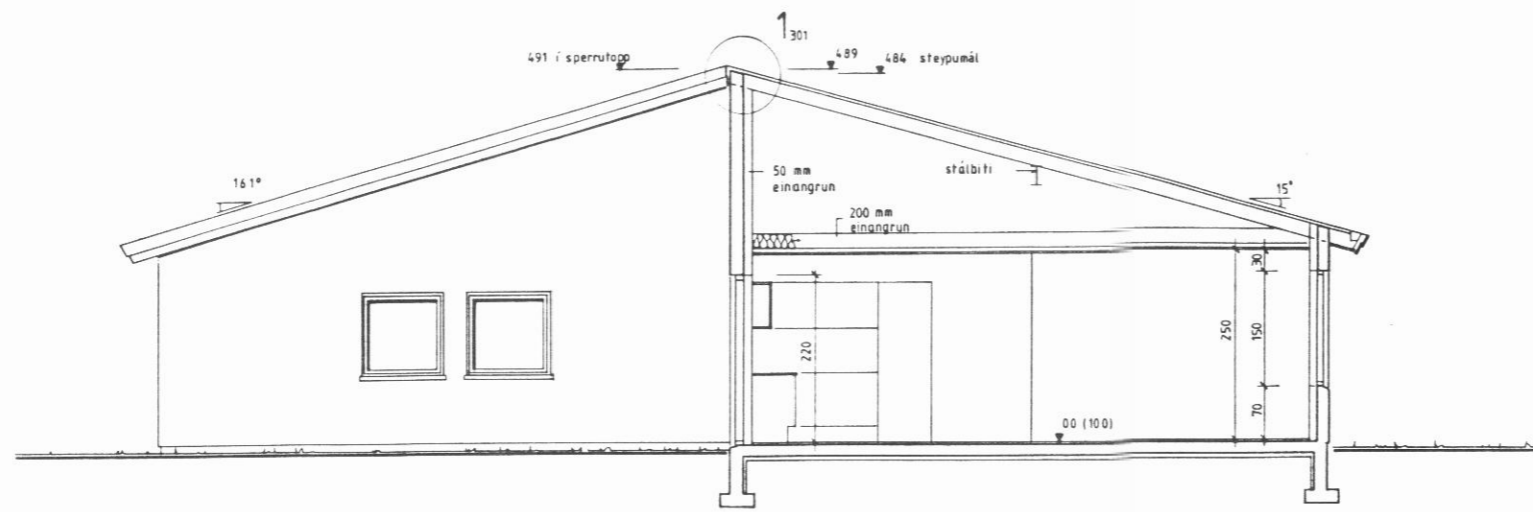 1
301
491 í sperrutopp
489
484 steypumál
16.1°
50 mm
einangrun
stálbiti
15°
200 mm
einangrun
30
220
250
150
70
00 (100)